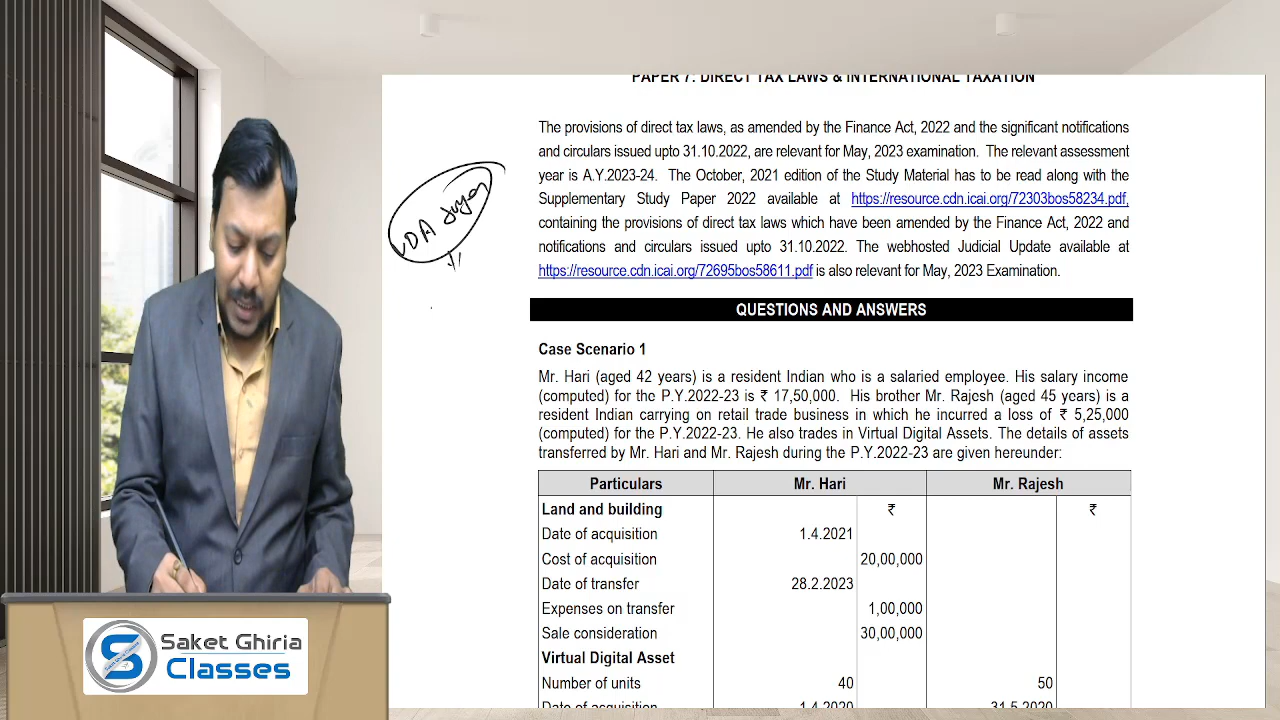 PAPER 7: DIRECT TAX LAWS & INTERNATIONAL TAXATION
The provisions of direct tax laws, as amended by the Finance Act, 2022 and the significant notifications
and circulars issued upto 31.10.2022, are relevant for May, 2023 examination. The relevant assessment
year is A.Y.2023-24. The October, 2021 edition of the Study Material has to be read along with the
Supplementary Study Paper 2022 available at https://resource.cdn.icai.org/72303bos58234.pdf,
containing the provisions of direct tax laws which have been amended by the Finance Act, 2022 and
notifications and circulars issued upto 31.10.2022. The webhosted Judicial Update available at
https://resource.cdn.icai.org/72695bos58611.pdf is also relevant for May, 2023 Examination.
QUESTIONS AND ANSWERS
Case Scenario 1
Mr. Hari (aged 42 years) is a resident Indian who is a salaried employee. His salary income
(computed) for the P.Y.2022-23 is ₹ 17,50,000. His brother Mr. Rajesh (aged 45 years) is a
resident Indian carrying on retail trade business in which he incurred a loss of ₹ 5,25,000
(computed) for the P.Y.2022-23. He also trades in Virtual Digital Assets. The details of assets
transferred by Mr. Hari and Mr. Rajesh during the P.Y.2022-23 are given hereunder:
Particulars Mr. Hari Mr. Rajesh
Land and building ₹ ₹
Date of acquisition 1.4.2021
Cost of acquisition 20,00,000
Date of transfer 28.2.2023
Expenses on transfer 1,00,000
Sale consideration 30,00,000
Virtual Digital Asset
Number of units 40 50
Date of acquisition 1.4.2020 31.5.2020
Saket Ghiria
Classes